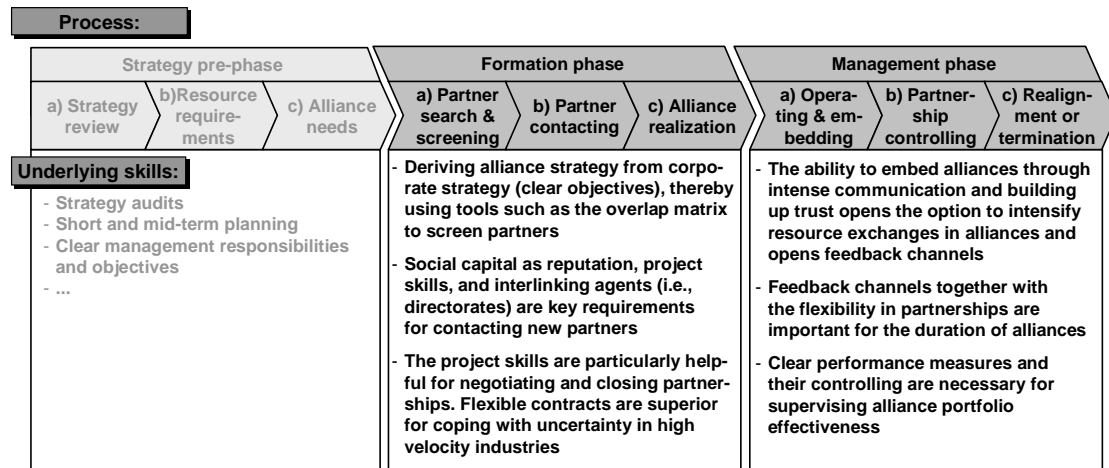 Process:
Strategy pre-phase
a) Strategy
review
b)Resource
require-
ments
c) Alliance
needs
Formation phase
a) Partner
search &
screening
b) Partner
contacting
c) Alliance
realization
Management phase
a) Opera-
ting & em-
bedding
b) Partner-
ship
controlling
c) Realign-
ment or
termination
Underlying skills:
- Strategy audits
- Short and mid-term planning
- Clear management responsibilities
and objectives
- ...
- Deriving alliance strategy from corpo-
rate strategy (clear objectives), thereby
using tools such as the overlap matrix
to screen partners
- Social capital as reputation, project
skills, and interlinking agents (i.e.,
directorates) are key requirements
for contacting new partners
- The project skills are particularly help-
ful for negotiating and closing partner-
ships. Flexible contracts are superior
for coping with uncertainty in high
velocity industries
- The ability to embed alliances through
intense communication and building
up trust opens the option to intensify
resource exchanges in alliances and
opens feedback channels
- Feedback channels together with
the flexibility in partnerships are
important for the duration of alliances
- Clear performance measures and
their controlling are necessary for
supervising alliance portfolio
effectiveness